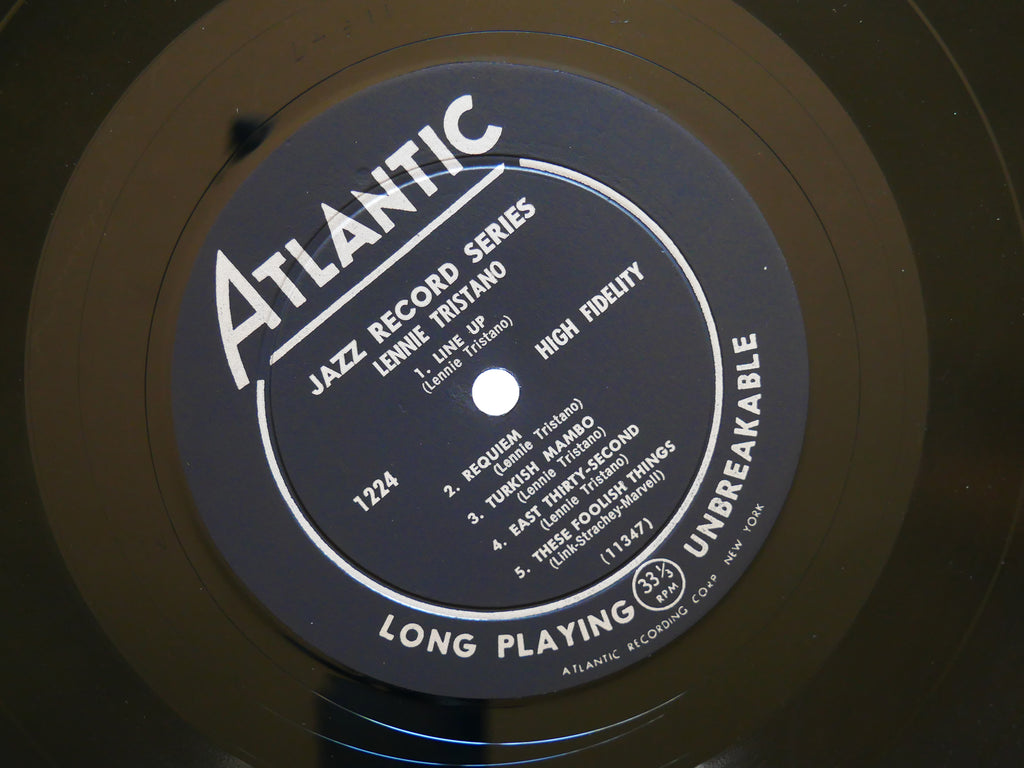 ATLANTIC
JAZZ RECORD SERIES
LENNIE TRISTANO
1. LINE UP
(Lennie Tristano)
HIGH FIDELITY
1224
2. REQUIEM
(Lennie Tristano)
3. TURKISH MAMBO
(Lennie Tristano)
4. EAST THIRTY-SECOND
(Lennie Tristano)
5. THESE FOOLISH THINGS
(Link-Strachey-Marvell)
(11347)
LONG PLAYING 33 1/3 RPM UNBREAKABLE
ATLANTIC RECORDING CORP NEW YORK